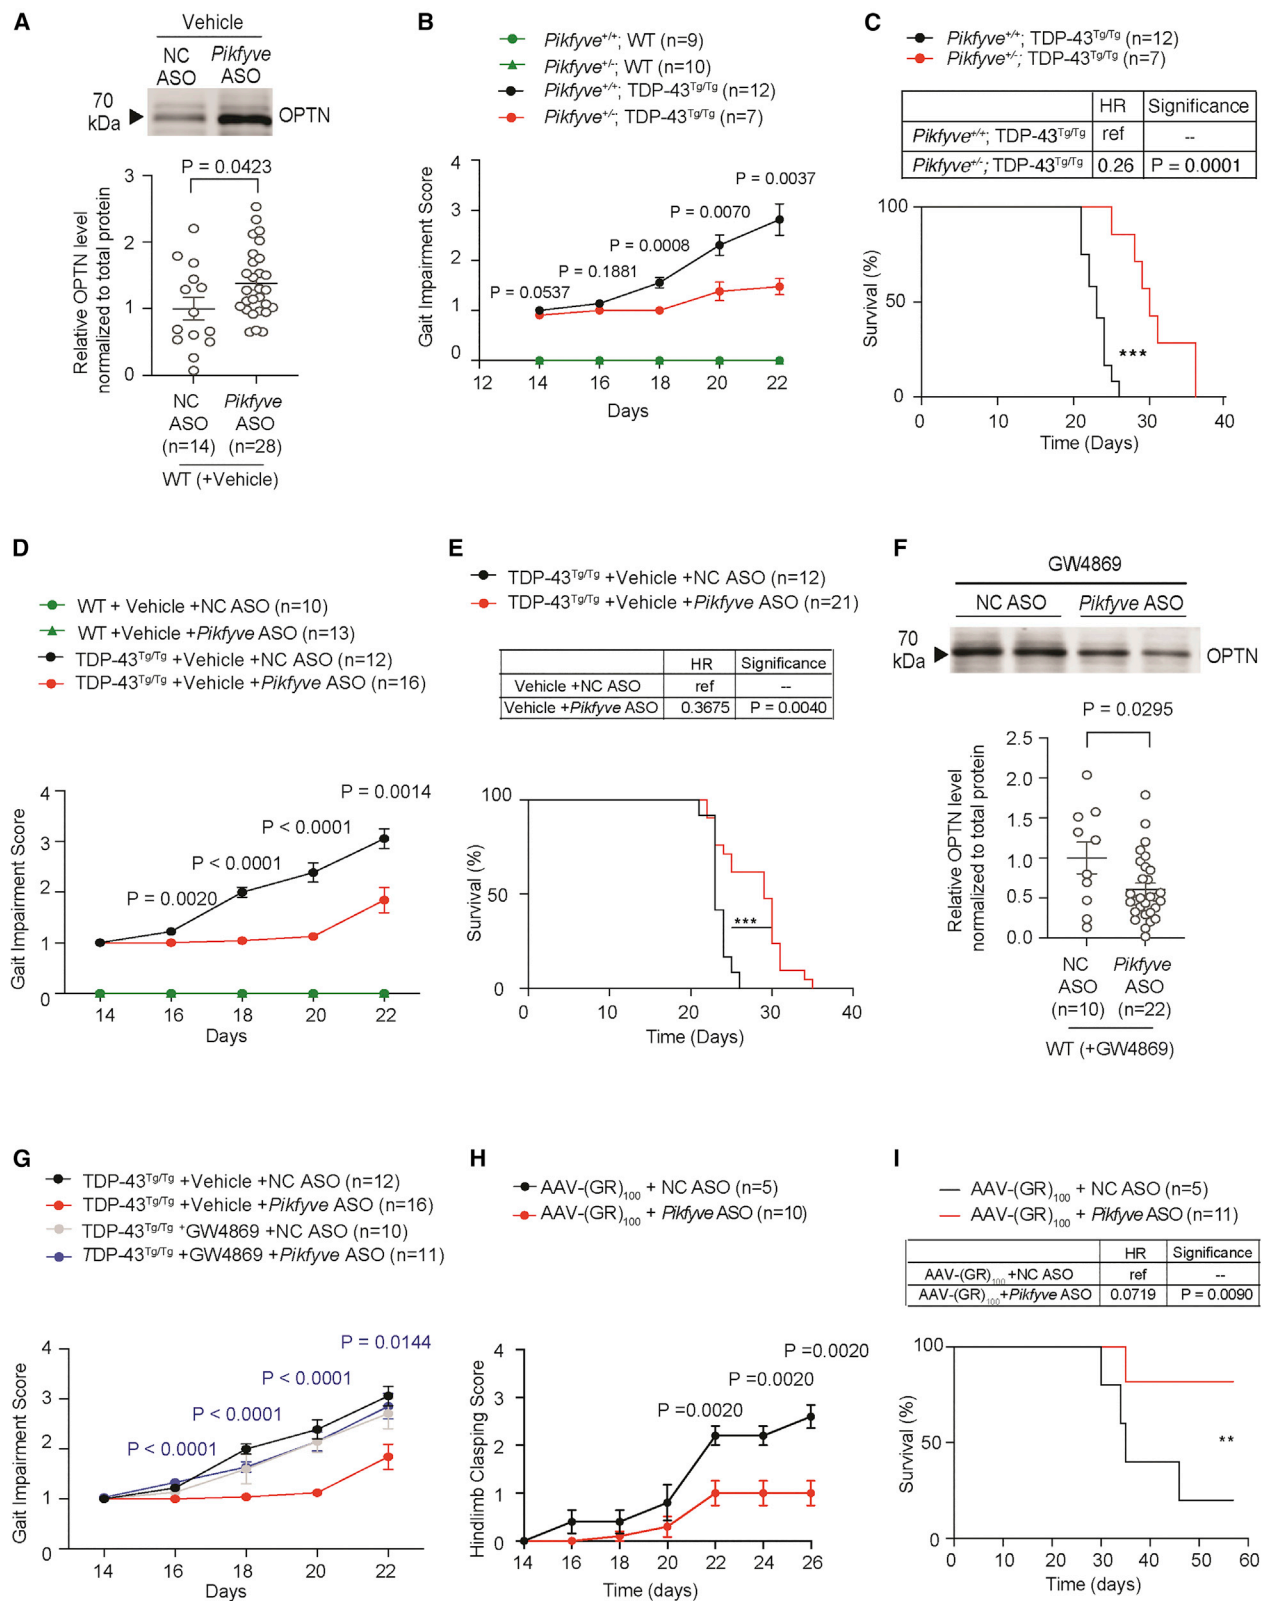 A
Vehicle
NC
ASO
Pikfyve
ASO
70
kDa
OPTN
P = 0.0423
Relative OPTN level
normalized to total protein
3
2
1
0
NC
ASO
(n=14)
Pikfyve
ASO
(n=28)
WT (+Vehicle)
B
Pikfyve+/+; WT (n=9)
Pikfyve+/-; WT (n=10)
Pikfyve+/+; TDP-43Tg/Tg (n=12)
Pikfyve+/-; TDP-43Tg/Tg (n=7)
Gait Impairment Score
4
3
2
1
0
P = 0.0537
P = 0.1881
P = 0.0008
P = 0.0070
P = 0.0037
12 14 16 18 20 22
Days
C
Pikfyve+/+; TDP-43Tg/Tg (n=12)
Pikfyve+/-; TDP-43Tg/Tg (n=7)
HR Significance
Pikfyve+/+; TDP-43Tg/Tg ref --
Pikfyve+/-; TDP-43Tg/Tg 0.26 P = 0.0001
Survival (%)
100
50
0
***
0 10 20 30 40
Time (Days)
D
WT + Vehicle +NC ASO (n=10)
WT +Vehicle +Pikfyve ASO (n=13)
TDP-43Tg/Tg +Vehicle +NC ASO (n=12)
TDP-43Tg/Tg +Vehicle +Pikfyve ASO (n=16)
Gait Impairment Score
4
3
2
1
0
P = 0.0020
P < 0.0001
P < 0.0001
P = 0.0014
14 16 18 20 22
Days
E
TDP-43Tg/Tg +Vehicle +NC ASO (n=12)
TDP-43Tg/Tg +Vehicle +Pikfyve ASO (n=21)
HR Significance
Vehicle +NC ASO ref --
Vehicle +Pikfyve ASO 0.3675 P = 0.0040
Survival (%)
100
50
0
***
0 10 20 30 40
Time (Days)
F
GW4869
NC ASO Pikfyve ASO
70
kDa
OPTN
P = 0.0295
Relative OPTN level
normalized to total protein
2.5
2.0
1.5
1.0
0.5
0.0
NC
ASO
(n=10)
Pikfyve
ASO
(n=22)
WT (+GW4869)
G
TDP-43Tg/Tg +Vehicle +NC ASO (n=12)
TDP-43Tg/Tg +Vehicle +Pikfyve ASO (n=16)
TDP-43Tg/Tg +GW4869 +NC ASO (n=10)
TDP-43Tg/Tg +GW4869 +Pikfyve ASO (n=11)
Gait Impairment Score
4
3
2
1
0
P < 0.0001
P < 0.0001
P < 0.0001
P = 0.0144
14 16 18 20 22
Days
H
AAV-(GR)100 + NC ASO (n=5)
AAV-(GR)100 + Pikfyve ASO (n=10)
Hindlimb Clasping Score
4
3
2
1
0
P =0.0020
P =0.0020
P =0.0020
14 16 18 20 22 24 26
Time (days)
I
AAV-(GR)100 + NC ASO (n=5)
AAV-(GR)100 + Pikfyve ASO (n=11)
HR Significance
AAV-(GR)100 +NC ASO ref --
AAV-(GR)100+Pikfyve ASO 0.0719 P = 0.0090
Survival (%)
100
50
0
**
0 10 20 30 40 50 60
Time (days)